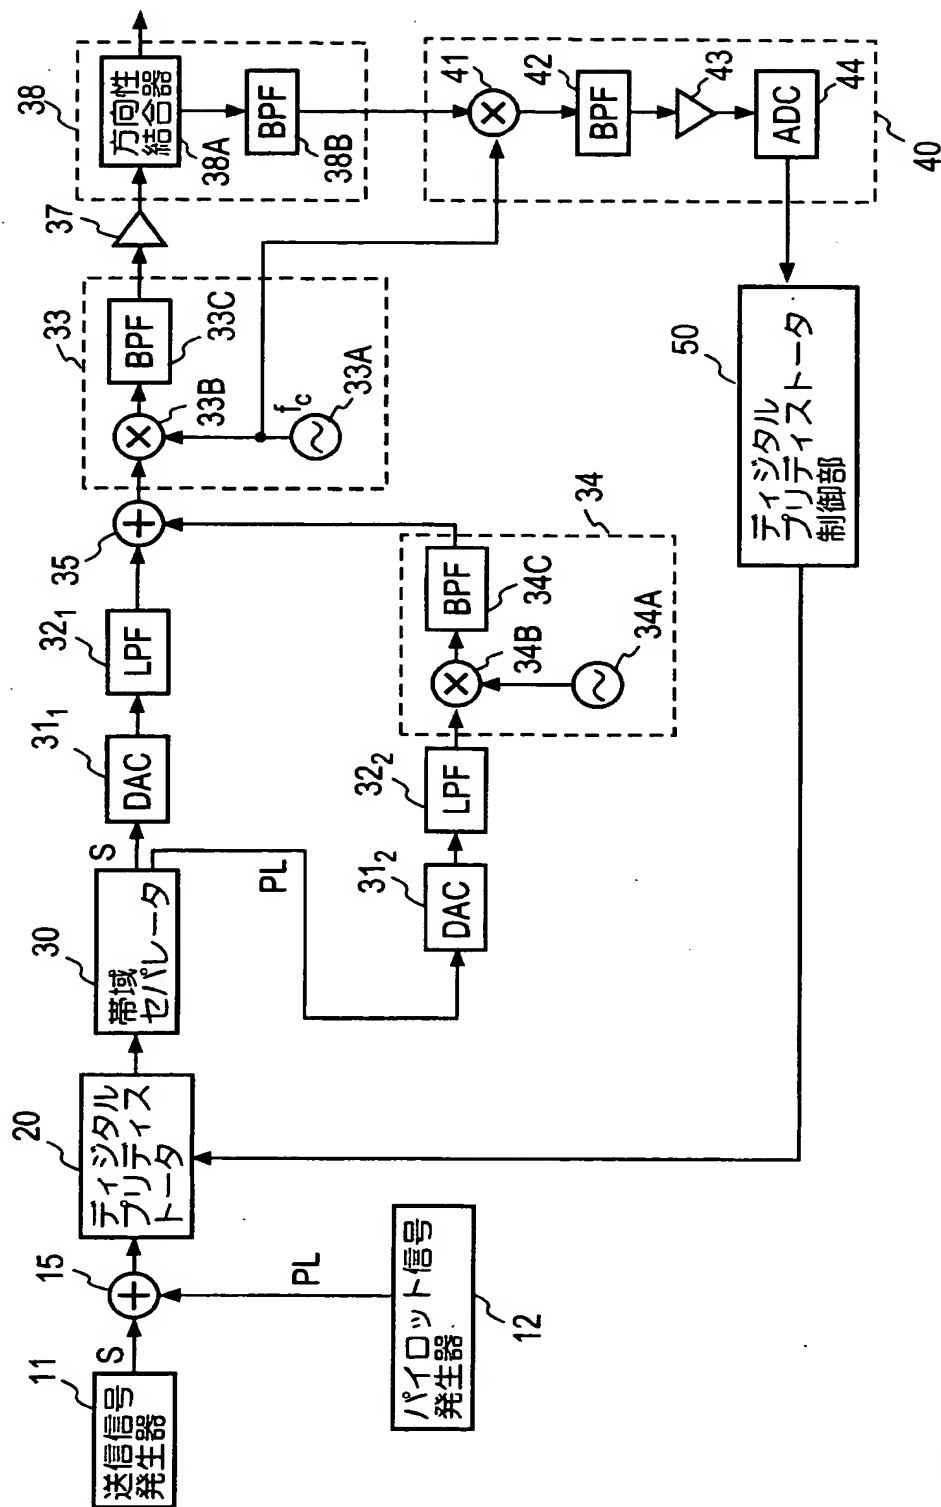 11
送信信号
発生器
S
15
PL
パイロット信号
発生器
12
20
ディジタル
プリディス
トータ
30
帯域
セパレータ
S
PL
31₁
DAC
32₁
LPF
35
31₂
DAC
32₂
LPF
34
34B
BPF
34C
34A
33
33B
BPF
33C
fc
33A
37
38
方向性
結合器
38A
BPF
38B
41
42
BPF
43
ADC
44
40
50
ディジタル
プリディストータ
制御部